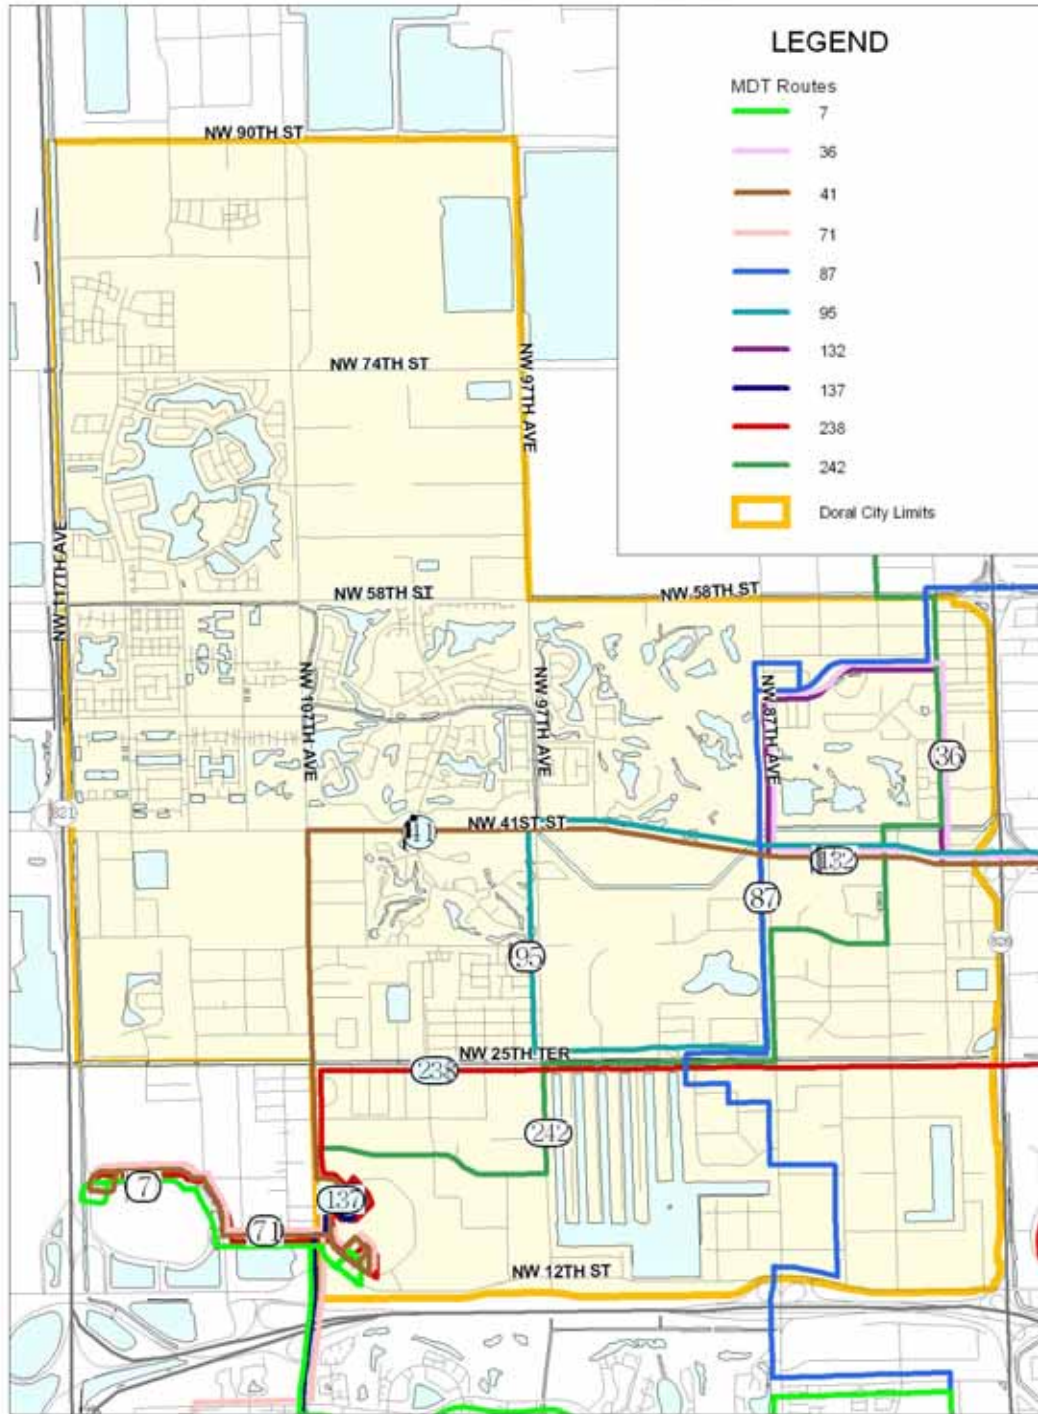 LEGEND
MDT Routes
7
36
41
71
87
95
132
137
238
242
Doral City Limits
NW 90TH ST
NW 74TH ST
NW 97TH AVE
NW 117TH AVE
NW 58TH ST
NW 58TH ST
NW 107TH AVE
NW 97TH AVE
NW 87TH AVE
36
821
NW 41ST ST
132
87
95
826
NW 25TH TER
238
242
7
137
71
NW 12TH ST